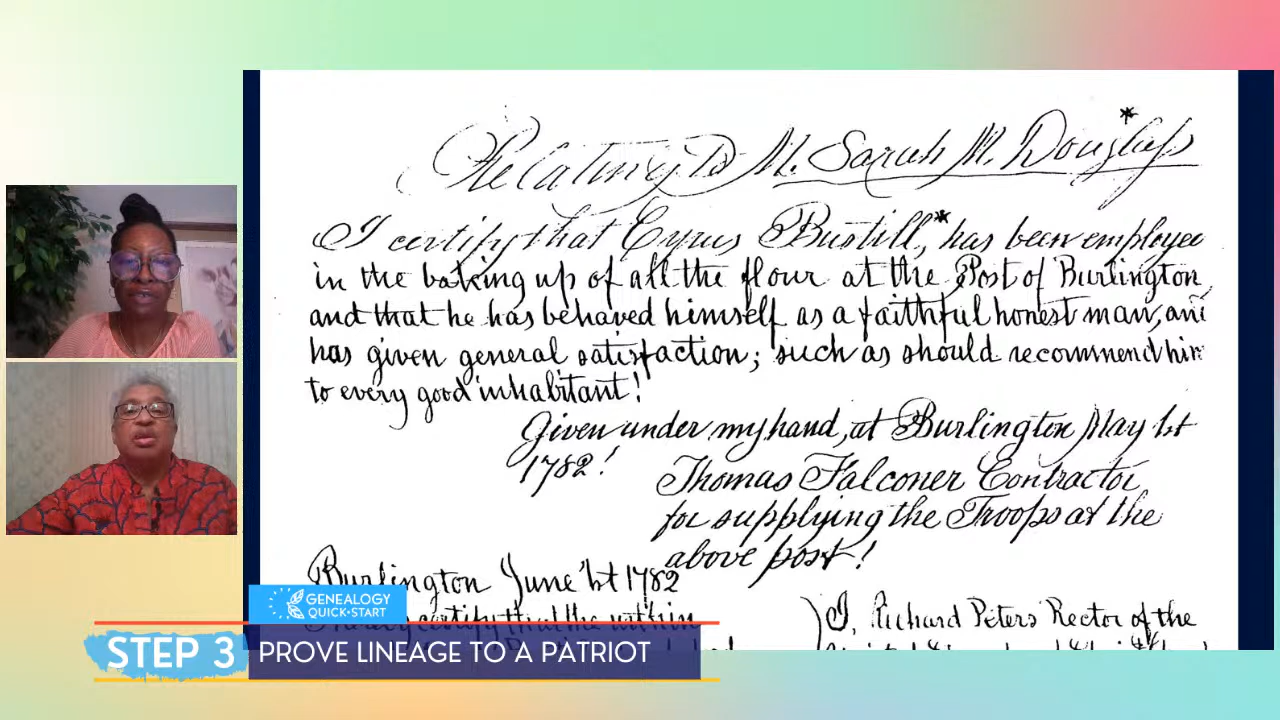 Relating to M. Sarah M. Douglass*
I certify that Cyrus Bustill,* has been employed
in the baking up of all the flour at the Post of Burlington,
and that he has behaved himself as a faithful honest man, and
has given general satisfaction; such as should recommend him
to every good inhabitant!
Given under my hand, at Burlington May 1st
1782!
Thomas Falconer Contractor
for supplying the Troops at the
above post!
Burlington June 1st 1782
certify that the within
I, Richard Peters' Rector of the
GENEALOGY
QUICK•START
STEP 3
PROVE LINEAGE TO A PATRIOT